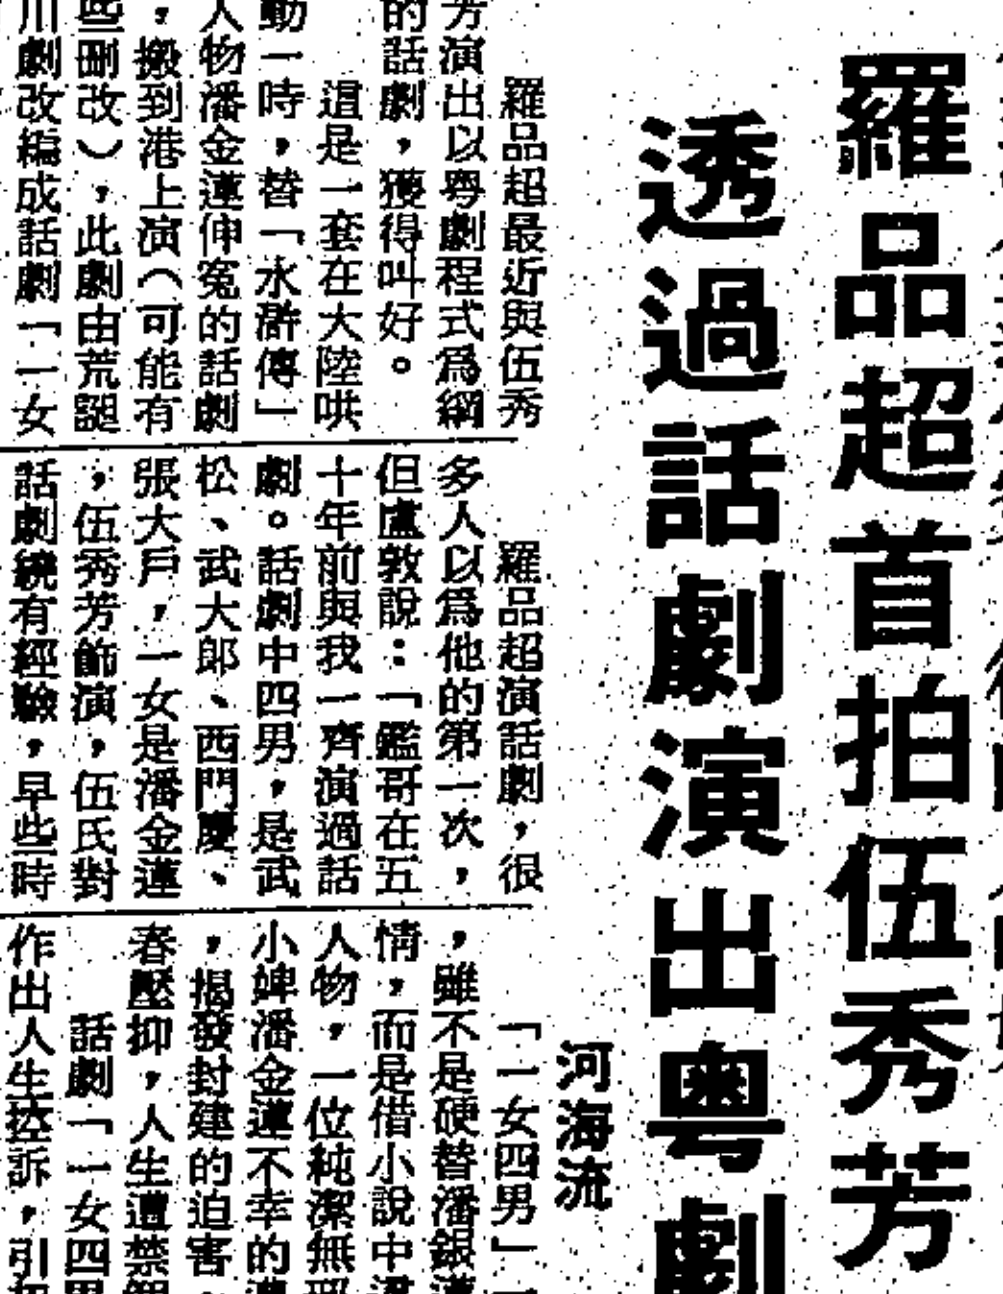 羅品超首拍伍秀芳
透過話劇演出粵劇
河海流
羅品超最近與伍秀
芳演出以粵劇程式爲綱
的話劇，獲得叫好。
這是一套在大陸哄
動一時，替「水滸傳」
人物潘金蓮伸寃的話劇
，搬到港上演（可能有
些刪改），此劇由荒誕
川劇改編成話劇「一女
羅品超演話劇，很
多人以爲他的第一次，
但盧敦說：「鑑哥在五
十年前與我一齊演過話
劇。話劇中四男，是武
松、武大郎、西門慶、
張大戶，一女是潘金蓮
，伍秀芳飾演，伍氏對
話劇繞有經驗，早些時
「一女四男」
，雖不是硬替潘銀蓮
情，而是借小說中
人物，一位純潔無邪
小婢潘金蓮不幸的
，揭發封建的迫害
春壓抑，人生遭禁
話劇「一女四男
作出人生控訴，引